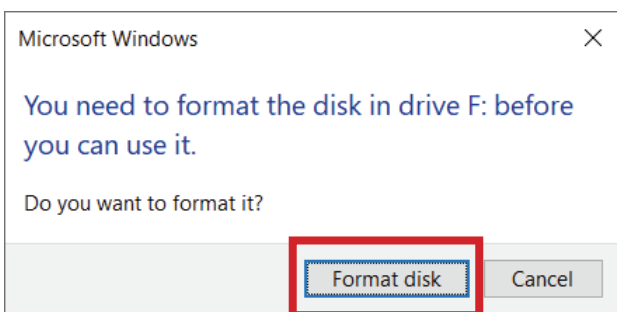 Microsoft Windows
You need to format the disk in drive F: before
you can use it.
Do you want to format it?
Format disk
Cancel